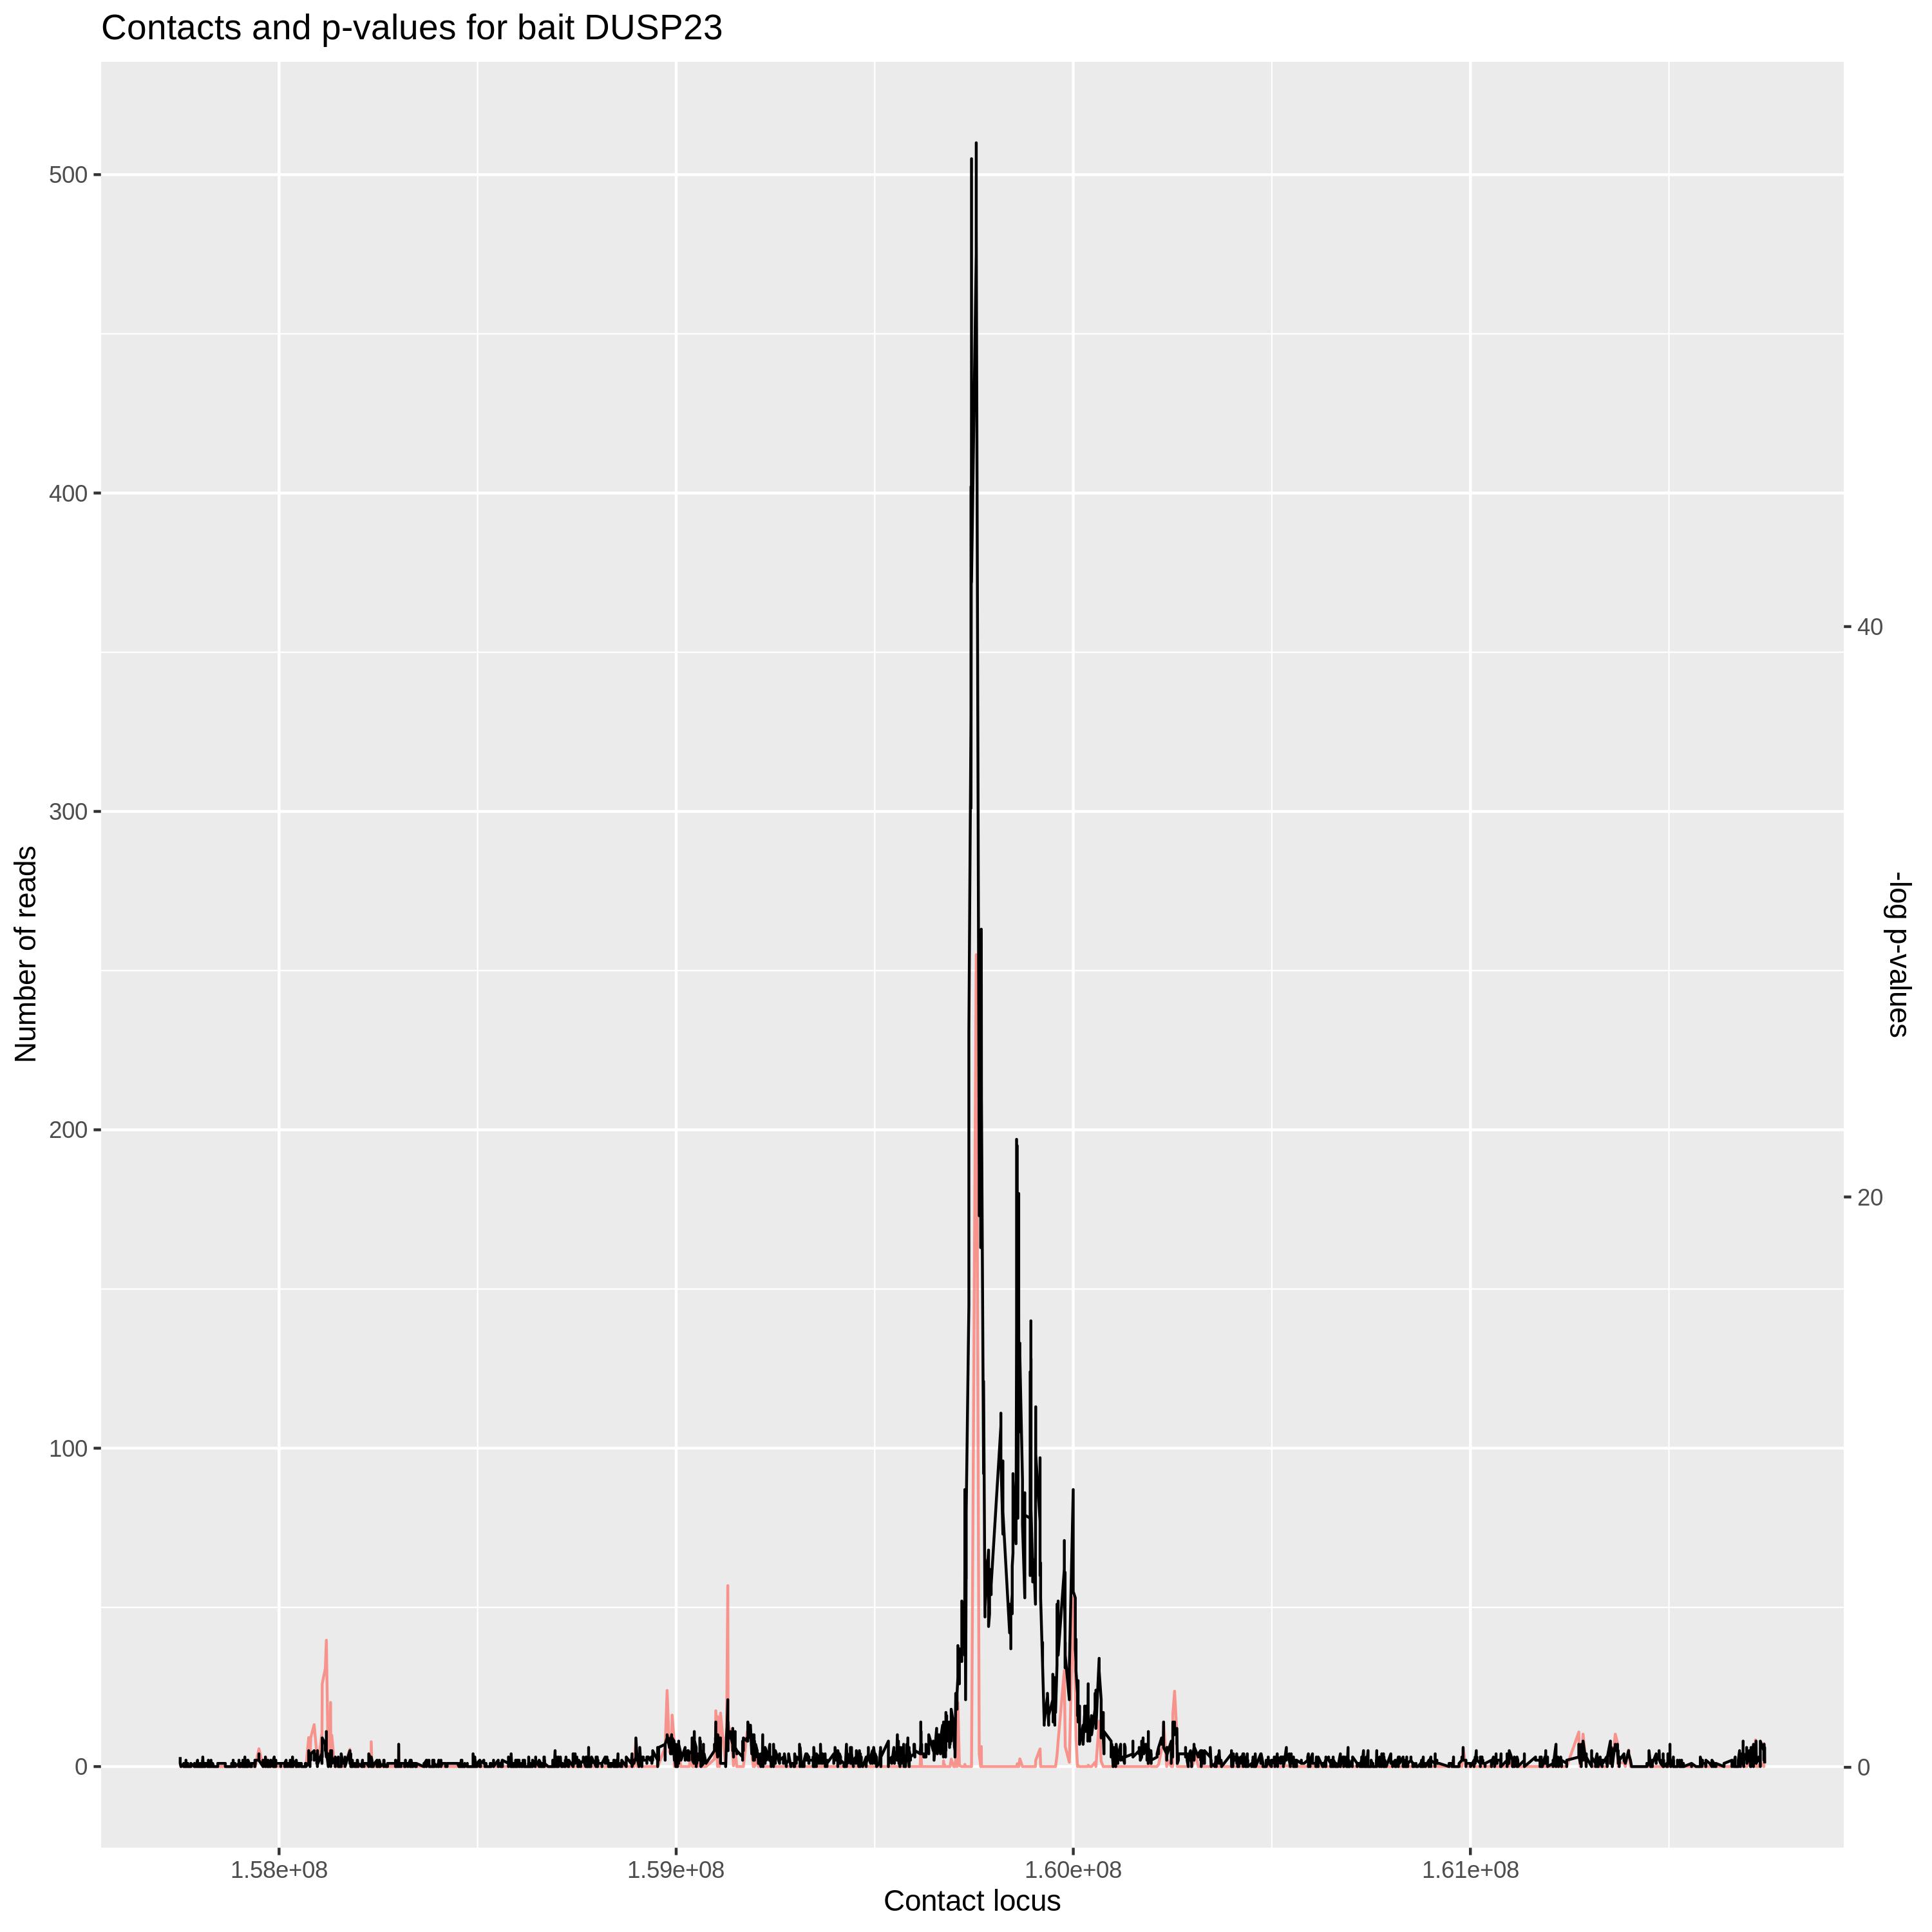 Contacts and p-values for bait DUSP23
500
400
300
200
100
0
Number of reads
40
20
0
-log p-values
1.58e+08
1.59e+08
1.60e+08
1.61e+08
Contact locus